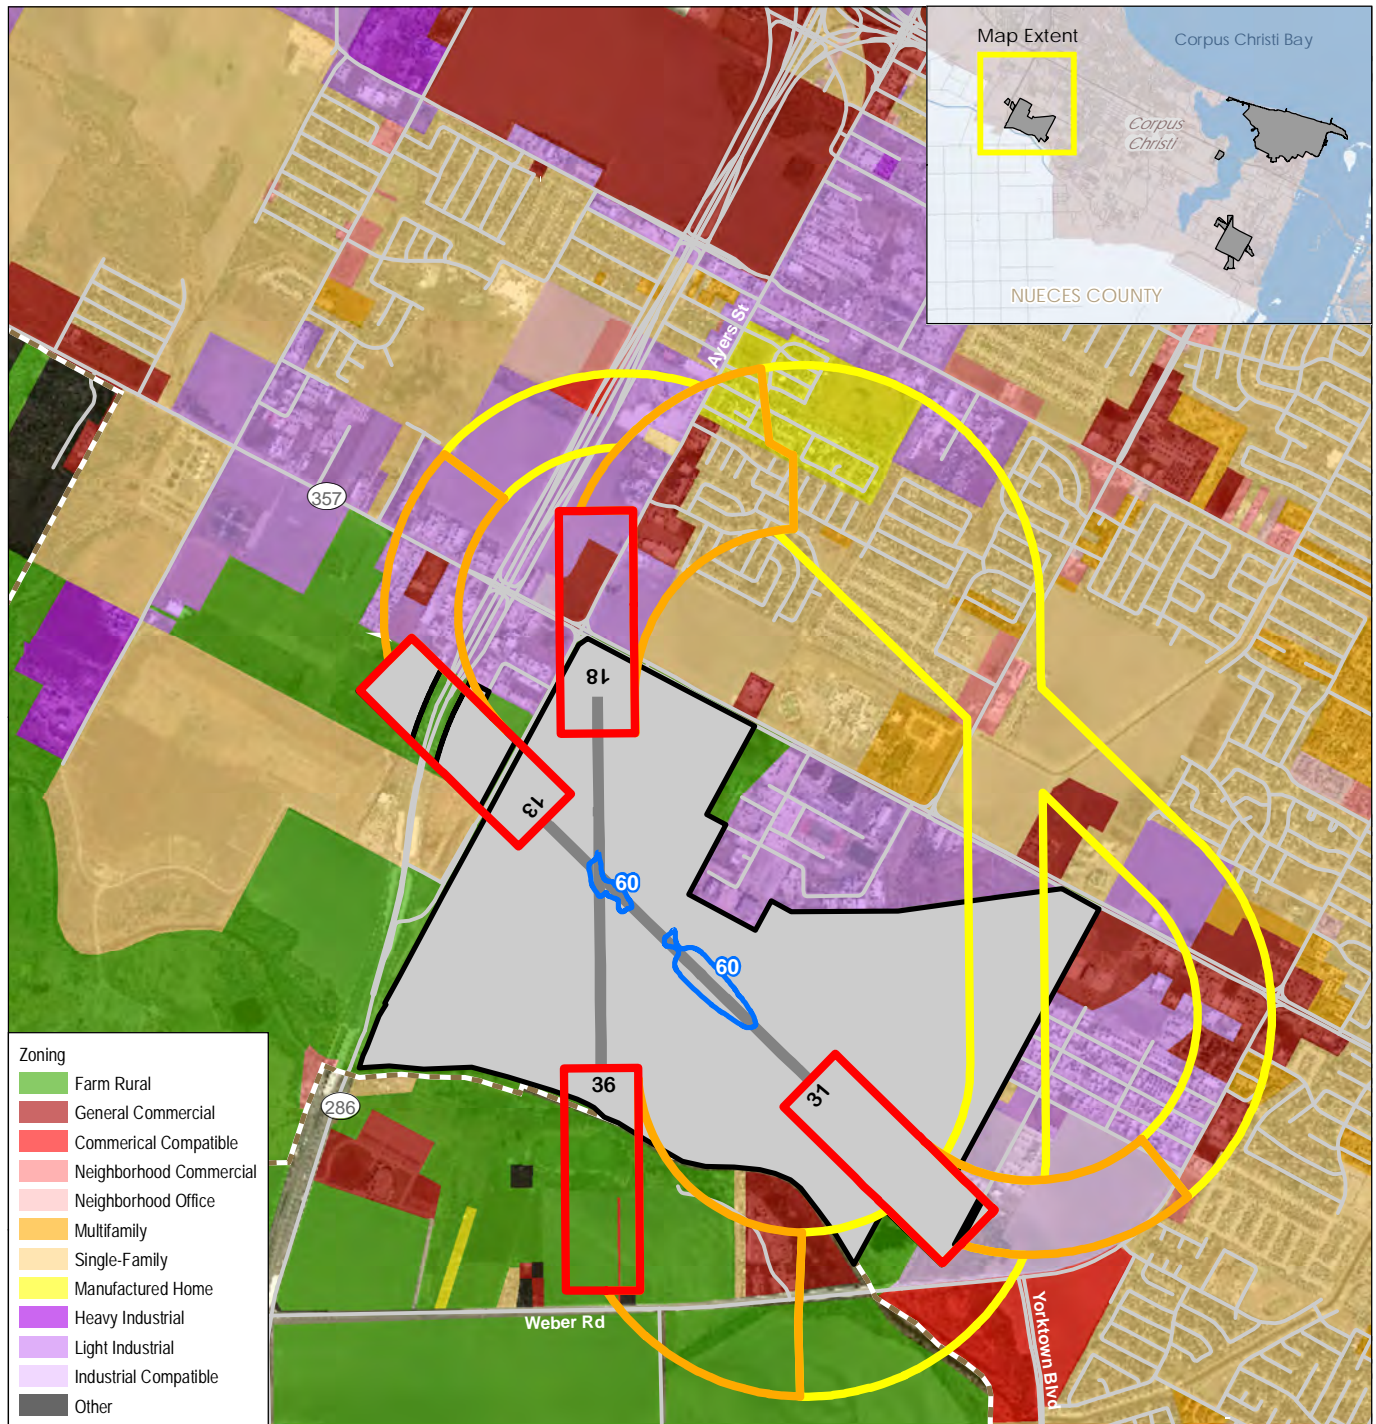 Map Extent
Corpus Christi Bay
Corpus
Christi
NUECES COUNTY
Ayers St
357
18
13
60
60
36
31
286
Weber Rd
Yorktown Blvd
Zoning
Farm Rural
General Commercial
Commerical Compatible
Neighborhood Commercial
Neighborhood Office
Multifamily
Single-Family
Manufactured Home
Heavy Industrial
Light Industrial
Industrial Compatible
Other